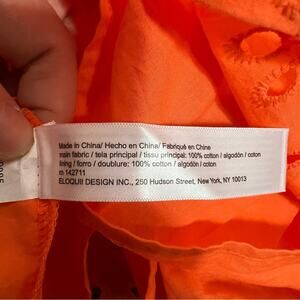 Made in China/ Hecho en China/ Fabriqué en Chine
main fabric / tela principal / tissu principal: 100% cotton / algodón / coton
lining / forro / doublure: 100% cotton / algodón / coton
m 142711
ELOQUII DESIGN INC., 250 Hudson Street, New York, NY 10013